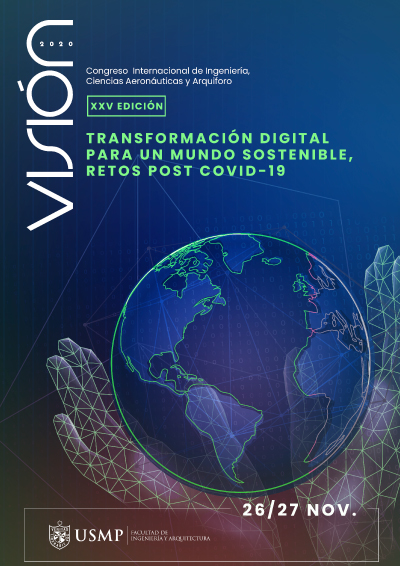 VISIÓN
2020
Congreso Internacional de Ingeniería,
Ciencias Aeronáuticas y Arquiforo
XXV EDICIÓN
TRANSFORMACIÓN DIGITAL
PARA UN MUNDO SOSTENIBLE,
RETOS POST COVID-19
26/27 NOV.
USMP
FACULTAD DE
INGENIERÍA Y ARQUITECTURA